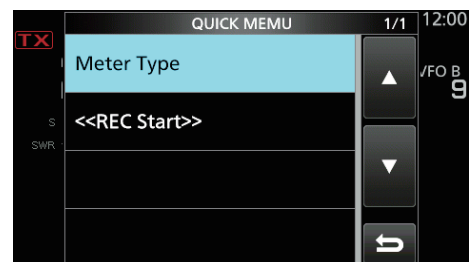 QUICK MEMU 1/1 12:00
TX
Meter Type
VFO B
9
<<REC Start>>
S
SWR